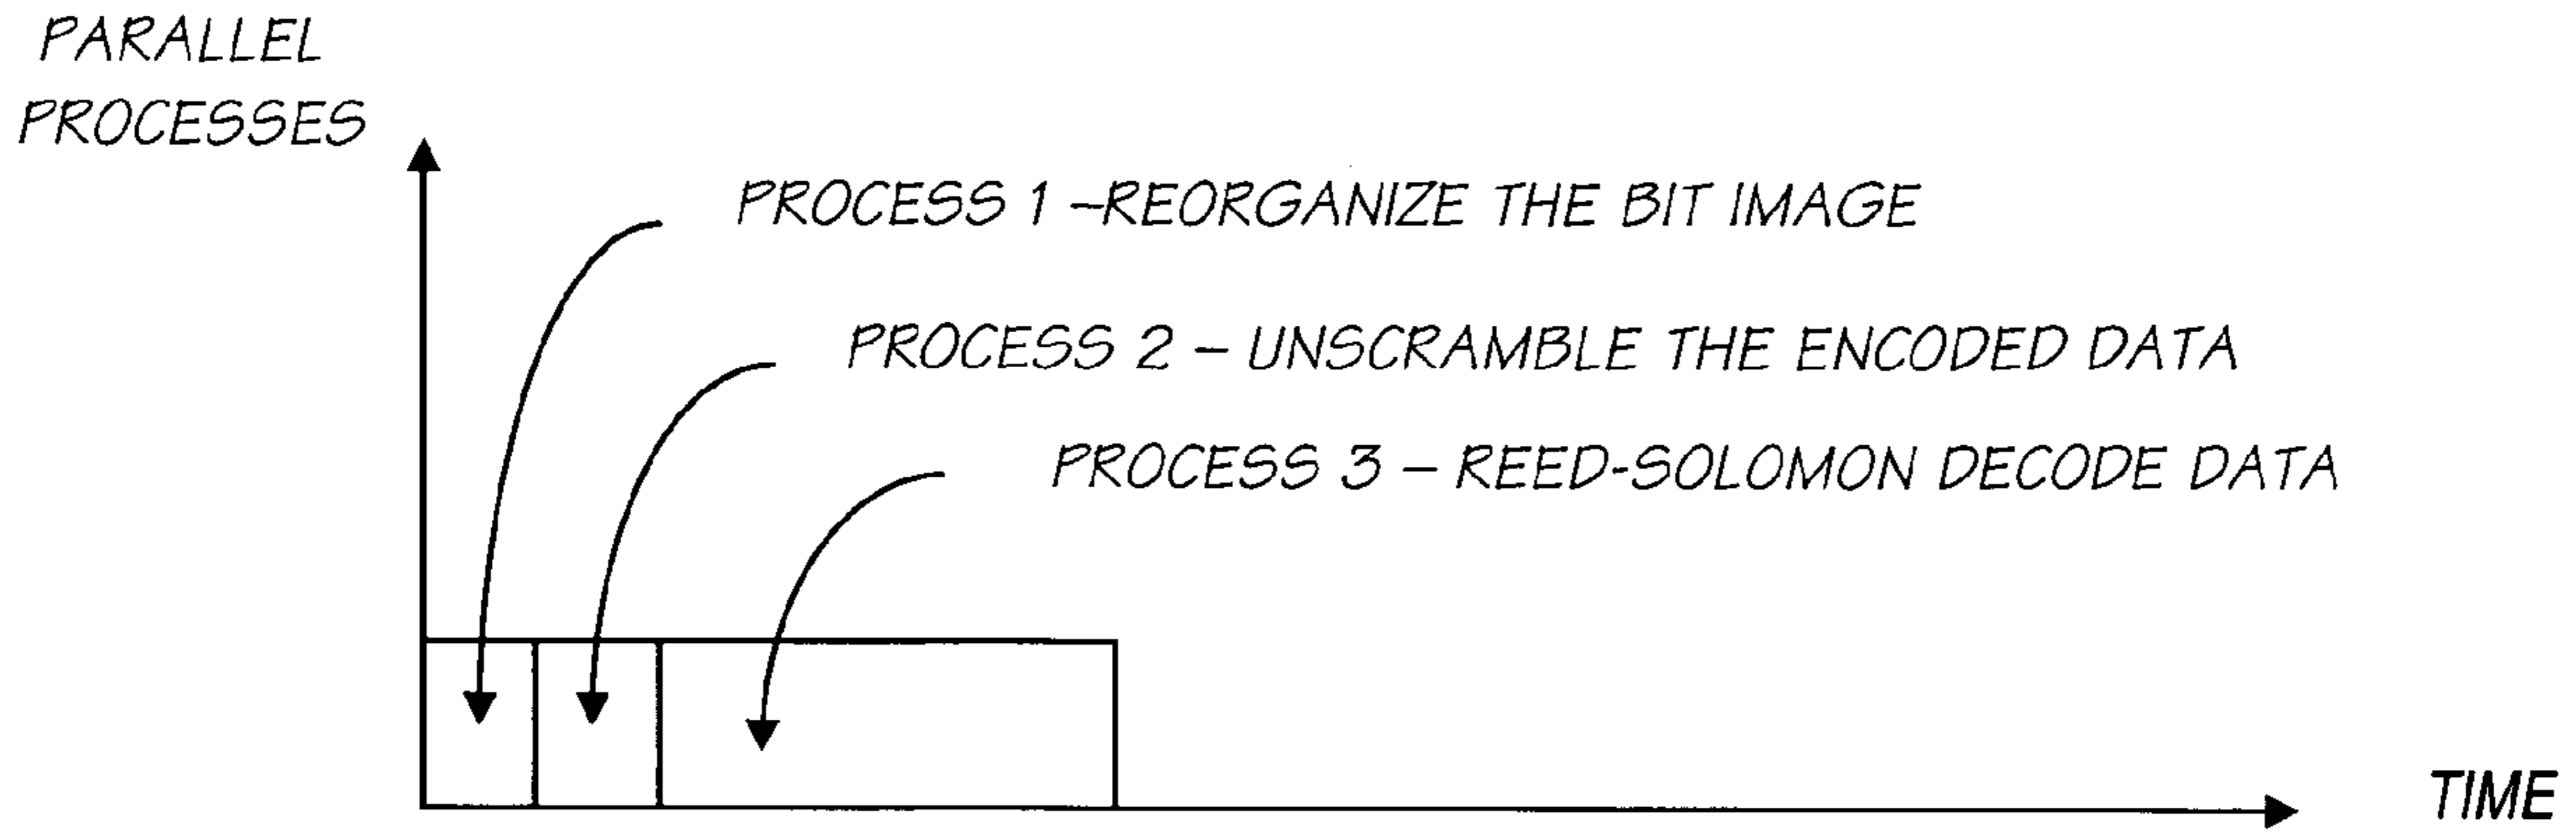 PARALLEL
PROCESSES
PROCESS 1 –REORGANIZE THE BIT IMAGE
PROCESS 2 – UNSCRAMBLE THE ENCODED DATA
PROCESS 3 – REED-SOLOMON DECODE DATA
TIME